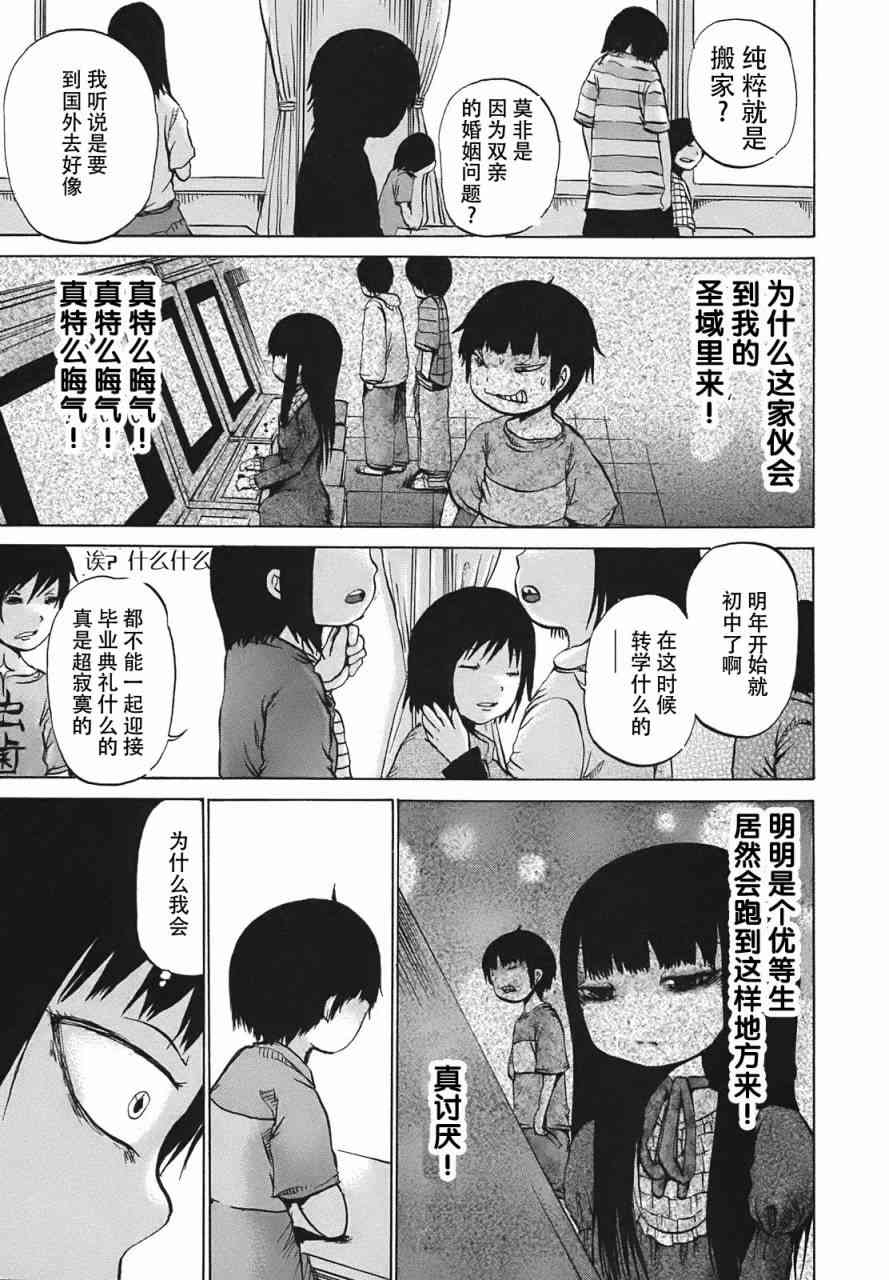 纯粹就是
搬家?
莫非是
因为双亲
的婚姻问题?
我听说是要
到国外去好像
为什么这家伙会
到我的
圣域里来!
真特么晦气!
真特么晦气!
真特么晦气!
明年开始就
初中了啊
在这时候
转学什么的
——
诶? 什么什么
都不能一起迎接
毕业典礼什么的
真是超寂寞的
虫歯
明明是个优等生
居然会跑到这样地方来!
真讨厌!
为什么我会